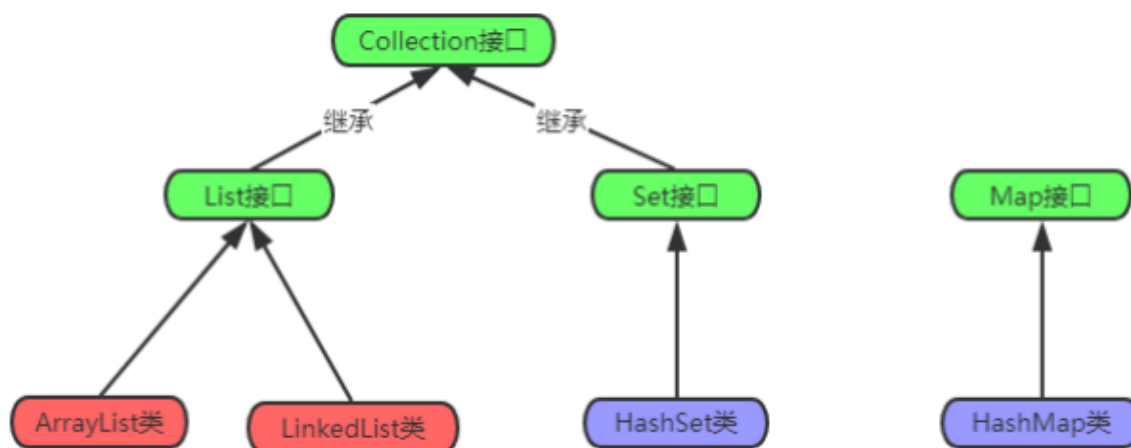 Collection接口
继承
继承
List接口
Set接口
Map接口
ArrayList类
LinkedList类
HashSet类
HashMap类